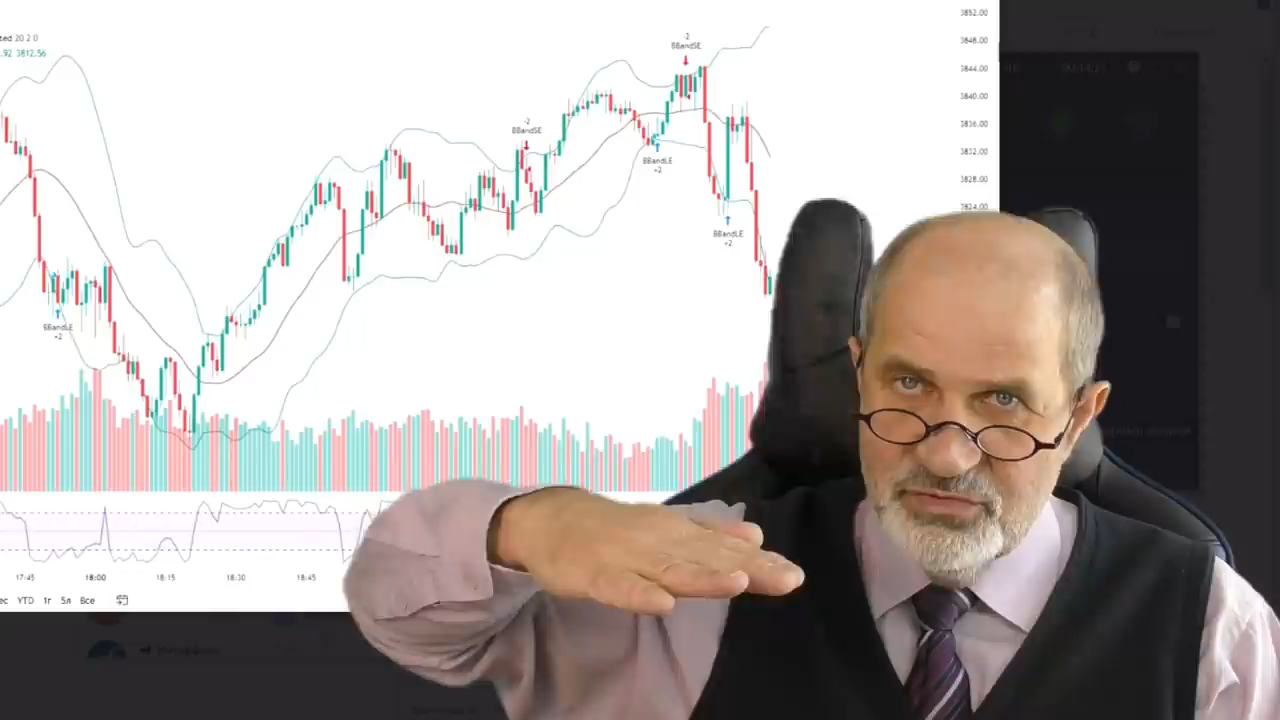 ted 20 2 0
.92 3812.56
3852.00
3848.00
3844.00
3840.00
3836.00
3832.00
3828.00
3824.00
-2
BBandSE
-2
BBandSE
BBandLE
+2
BBandLE
+2
BBandLE
+2
17:45
18:00
18:15
18:30
18:45
ес YTD 1г 5л Все